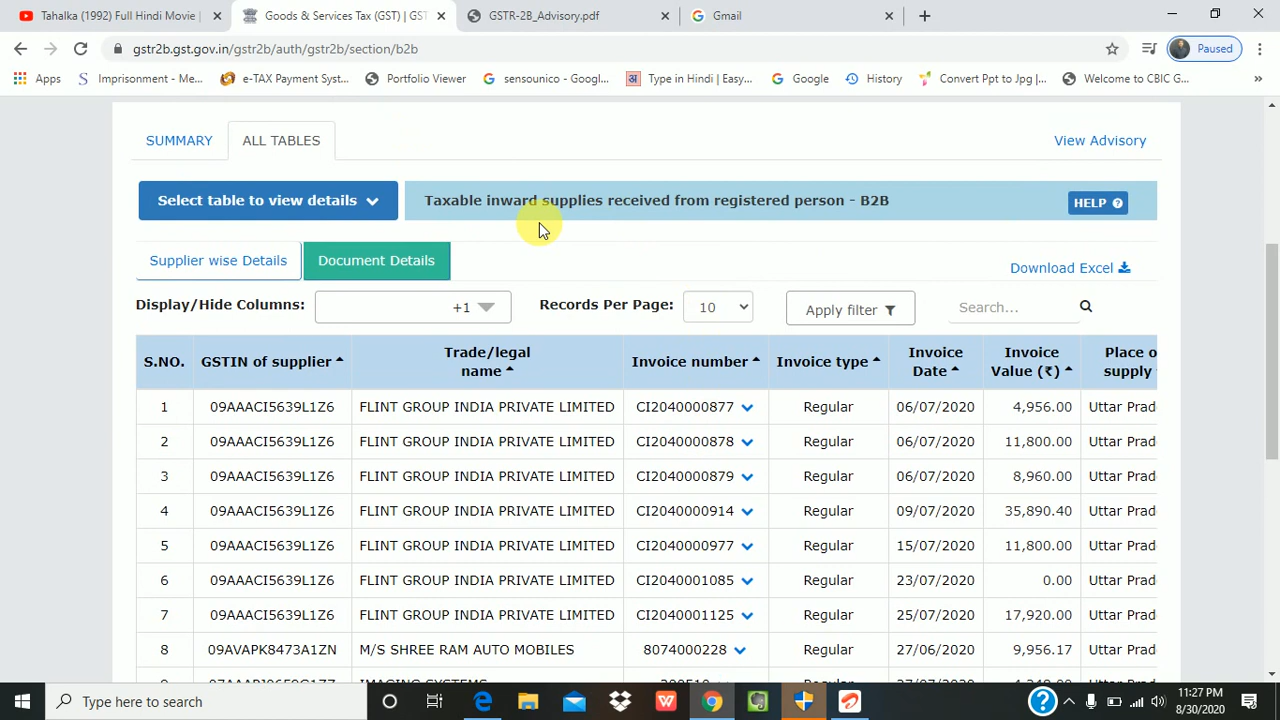 Tahalka (1992) Full Hindi Movie |
Goods & Services Tax (GST) | GST
GSTR-2B_Advisory.pdf
Gmail
gstr2b.gst.gov.in/gstr2b/auth/gstr2b/section/b2b
Paused
Apps
Imprisonment - Me...
e-TAX Payment Syst...
Portfolio Viewer
sensounico - Googl...
Type in Hindi | Easy...
Google
History
Convert Ppt to Jpg |...
Welcome to CBIC G...
SUMMARY
ALL TABLES
View Advisory
Select table to view details
Taxable inward supplies received from registered person - B2B
HELP
Supplier wise Details
Document Details
Download Excel
Display/Hide Columns:
+1
Records Per Page:
10
Apply filter
Search...
S.NO. GSTIN of supplier Trade/legal name Invoice number Invoice type Invoice Date Invoice Value (₹) Place o supply
1 09AAACI5639L1Z6 FLINT GROUP INDIA PRIVATE LIMITED CI2040000877 Regular 06/07/2020 4,956.00 Uttar Prad
2 09AAACI5639L1Z6 FLINT GROUP INDIA PRIVATE LIMITED CI2040000878 Regular 06/07/2020 11,800.00 Uttar Prad
3 09AAACI5639L1Z6 FLINT GROUP INDIA PRIVATE LIMITED CI2040000879 Regular 06/07/2020 8,960.00 Uttar Prad
4 09AAACI5639L1Z6 FLINT GROUP INDIA PRIVATE LIMITED CI2040000914 Regular 09/07/2020 35,890.40 Uttar Prad
5 09AAACI5639L1Z6 FLINT GROUP INDIA PRIVATE LIMITED CI2040000977 Regular 15/07/2020 11,800.00 Uttar Prad
6 09AAACI5639L1Z6 FLINT GROUP INDIA PRIVATE LIMITED CI2040001085 Regular 23/07/2020 0.00 Uttar Prad
7 09AAACI5639L1Z6 FLINT GROUP INDIA PRIVATE LIMITED CI2040001125 Regular 25/07/2020 17,920.00 Uttar Prad
8 09AVAPK8473A1ZN M/S SHREE RAM AUTO MOBILES 8074000228 Regular 27/06/2020 9,956.17 Uttar Prad
Type here to search
11:27 PM
8/30/2020